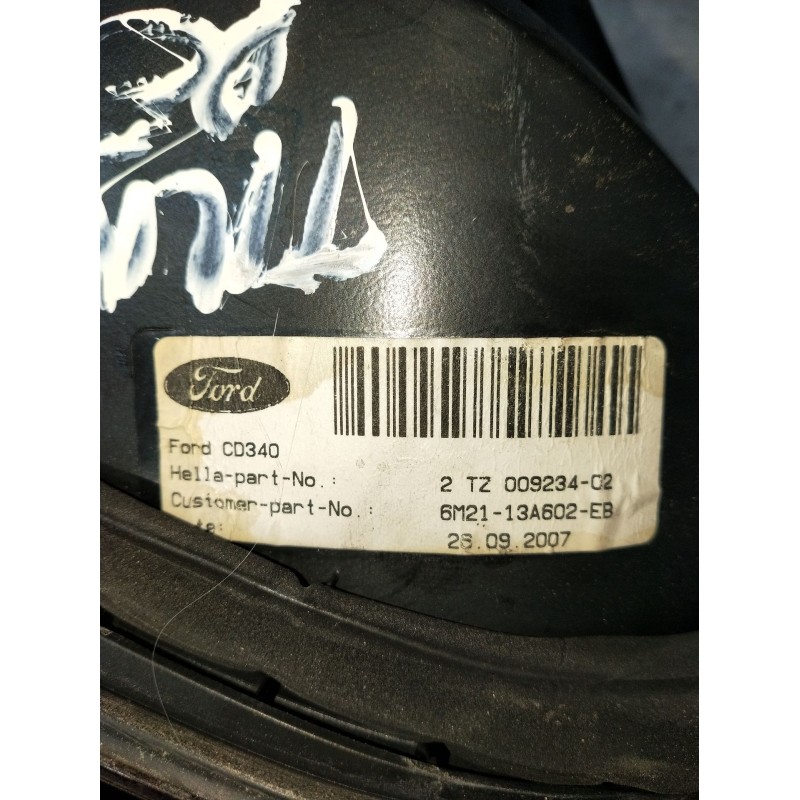 Ford
Ford CD340
Hella-part-No.: 2 TZ 009234-02
Customer-part-No.: 6M21-13A602-EB
26.09.2007